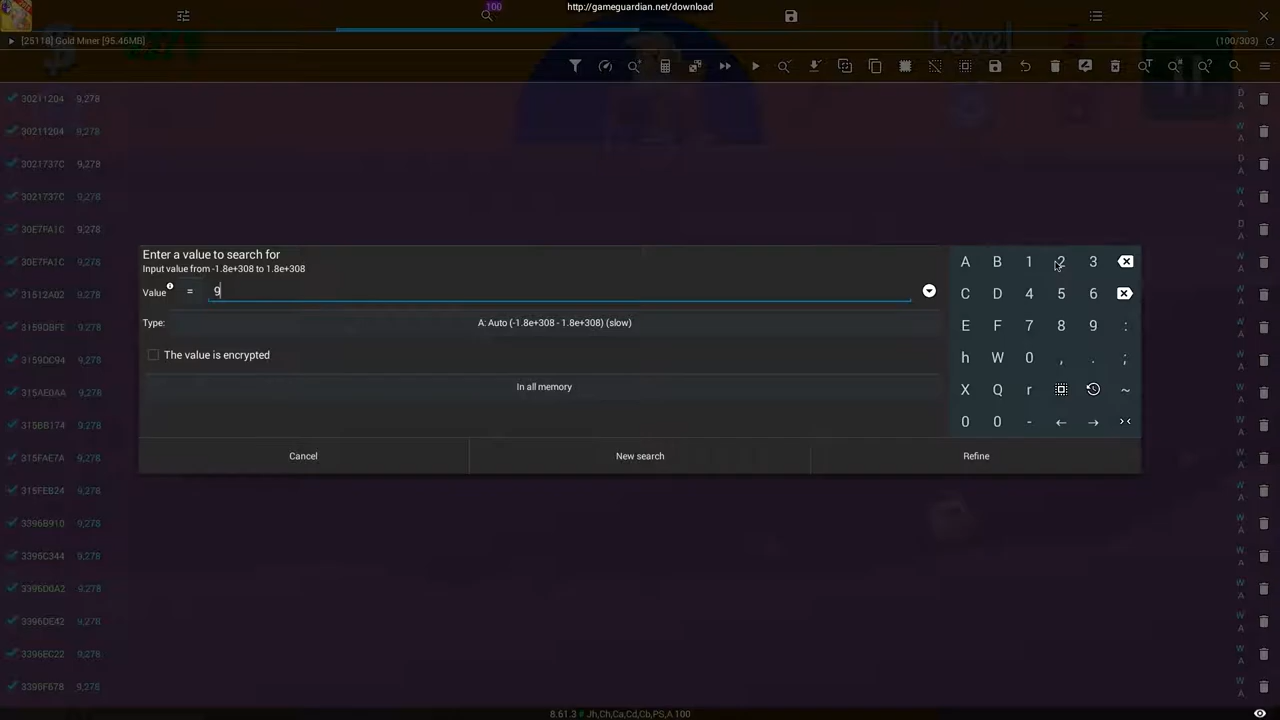 100
http://gameguardian.net/download
[25118] Gold Miner [95.46MB]
(100/303)
Level
30211204 9,278 D A
30211204 9,278 W A
3021737C 9,278 D A
3021737C 9,278 W A
30E7FA1C 9,278 D A
30E7FA1C 9,278 W A
31512A02 9,278 W A
3159DBFE W A
3159DC94 9,278 W A
315AE0AA 9,278 W A
315BB174 9,278 W A
315FAE7A 9,278 W A
315FEB24 9,278 W A
3396B910 9,278 W A
3396C344 9,278 W A
3396D0A2 9,278 W A
3396DE42 9,278 W A
3396EC22 9,278 W A
3396F678 9,278 W A
Enter a value to search for
Input value from -1.8e+308 to 1.8e+308
Value = 9
Type: A: Auto (-1.8e+308 - 1.8e+308) (slow)
The value is encrypted
In all memory
Cancel New search Refine
A B 1 2 3
C D 4 5 6
E F 7 8 9 :
h W 0 , . ;
X Q r ~
0 0 - ← → ><
8.61.3 # Jh,Ch,Ca,Cd,Cb,PS,A 100